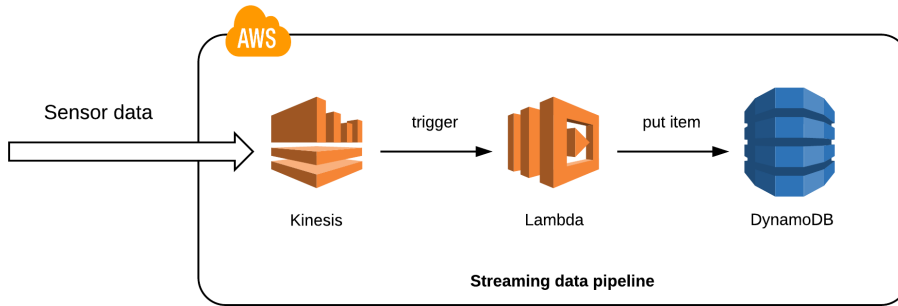 AWS
Sensor data
trigger
put item
Kinesis
Lambda
DynamoDB
Streaming data pipeline